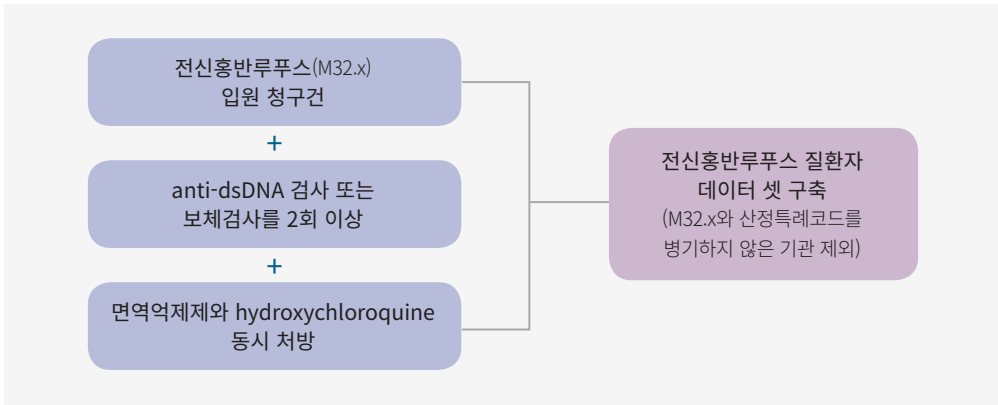 전신홍반루푸스(M32.x)
입원 청구건
+
anti-dsDNA 검사 또는
보체검사를 2회 이상
+
면역억제제와 hydroxychloroquine
동시 처방
전신홍반루푸스 질환자
데이터 셋 구축
(M32.x와 산정특례코드를
병기하지 않은 기관 제외)